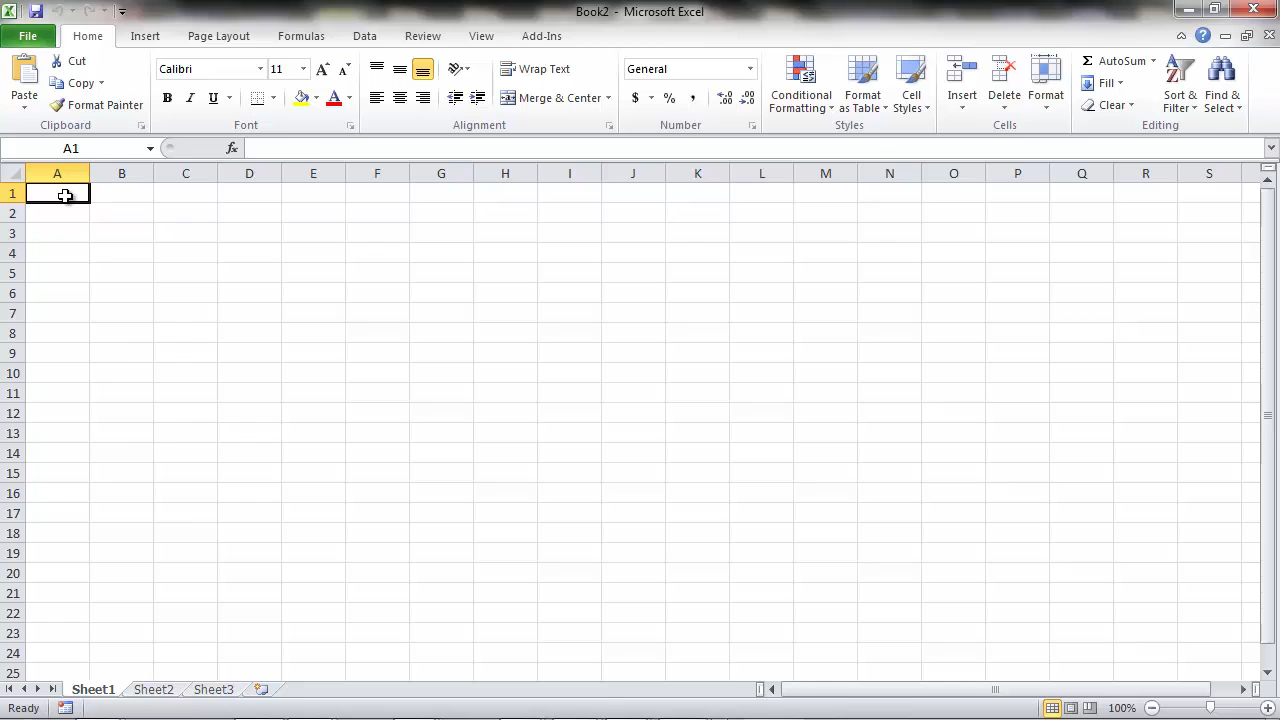 Book2 - Microsoft Excel
File Home Insert Page Layout Formulas Data Review View Add-Ins
Paste
Cut
Copy
Format Painter
Clipboard
Calibri 11
B I U
Font
Wrap Text
Merge & Center
Alignment
General
$ % ,
Number
Conditional Formatting
Format as Table
Cell Styles
Styles
Insert
Delete
Format
Cells
Σ AutoSum
Fill
Clear
Sort & Filter
Find & Select
Editing
A1 fx
A B C D E F G H I J K L M N O P Q R S
1
2
3
4
5
6
7
8
9
10
11
12
13
14
15
16
17
18
19
20
21
22
23
24
25
Sheet1 Sheet2 Sheet3
Ready 100%